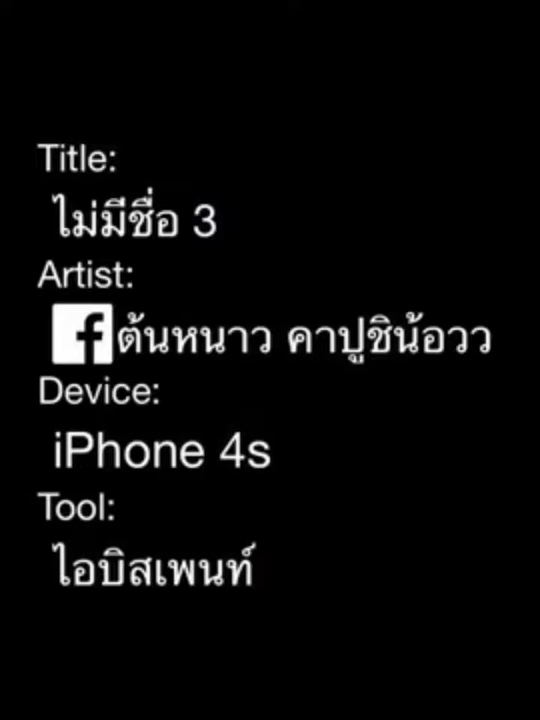 Title:
ไม่มีชื่อ 3
Artist:
ต้นหนาว คาปูชิน้อวว
Device:
iPhone 4s
Tool:
ไอบิสเพนท์